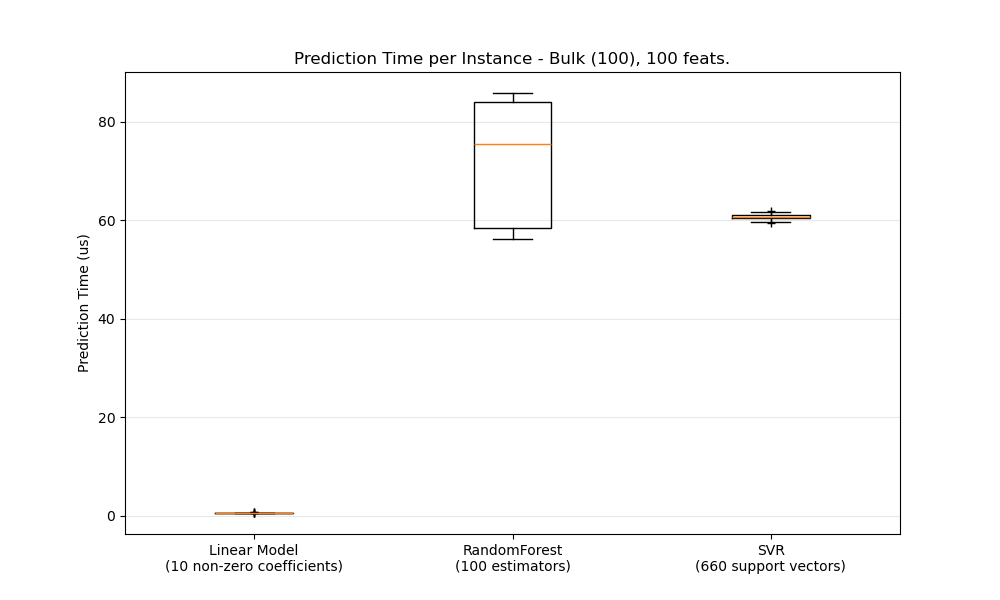 Prediction Time per Instance - Bulk (100), 100 feats.
Prediction Time (us)
80
60
40
20
0
Linear Model
(10 non-zero coefficients)
RandomForest
(100 estimators)
SVR
(660 support vectors)